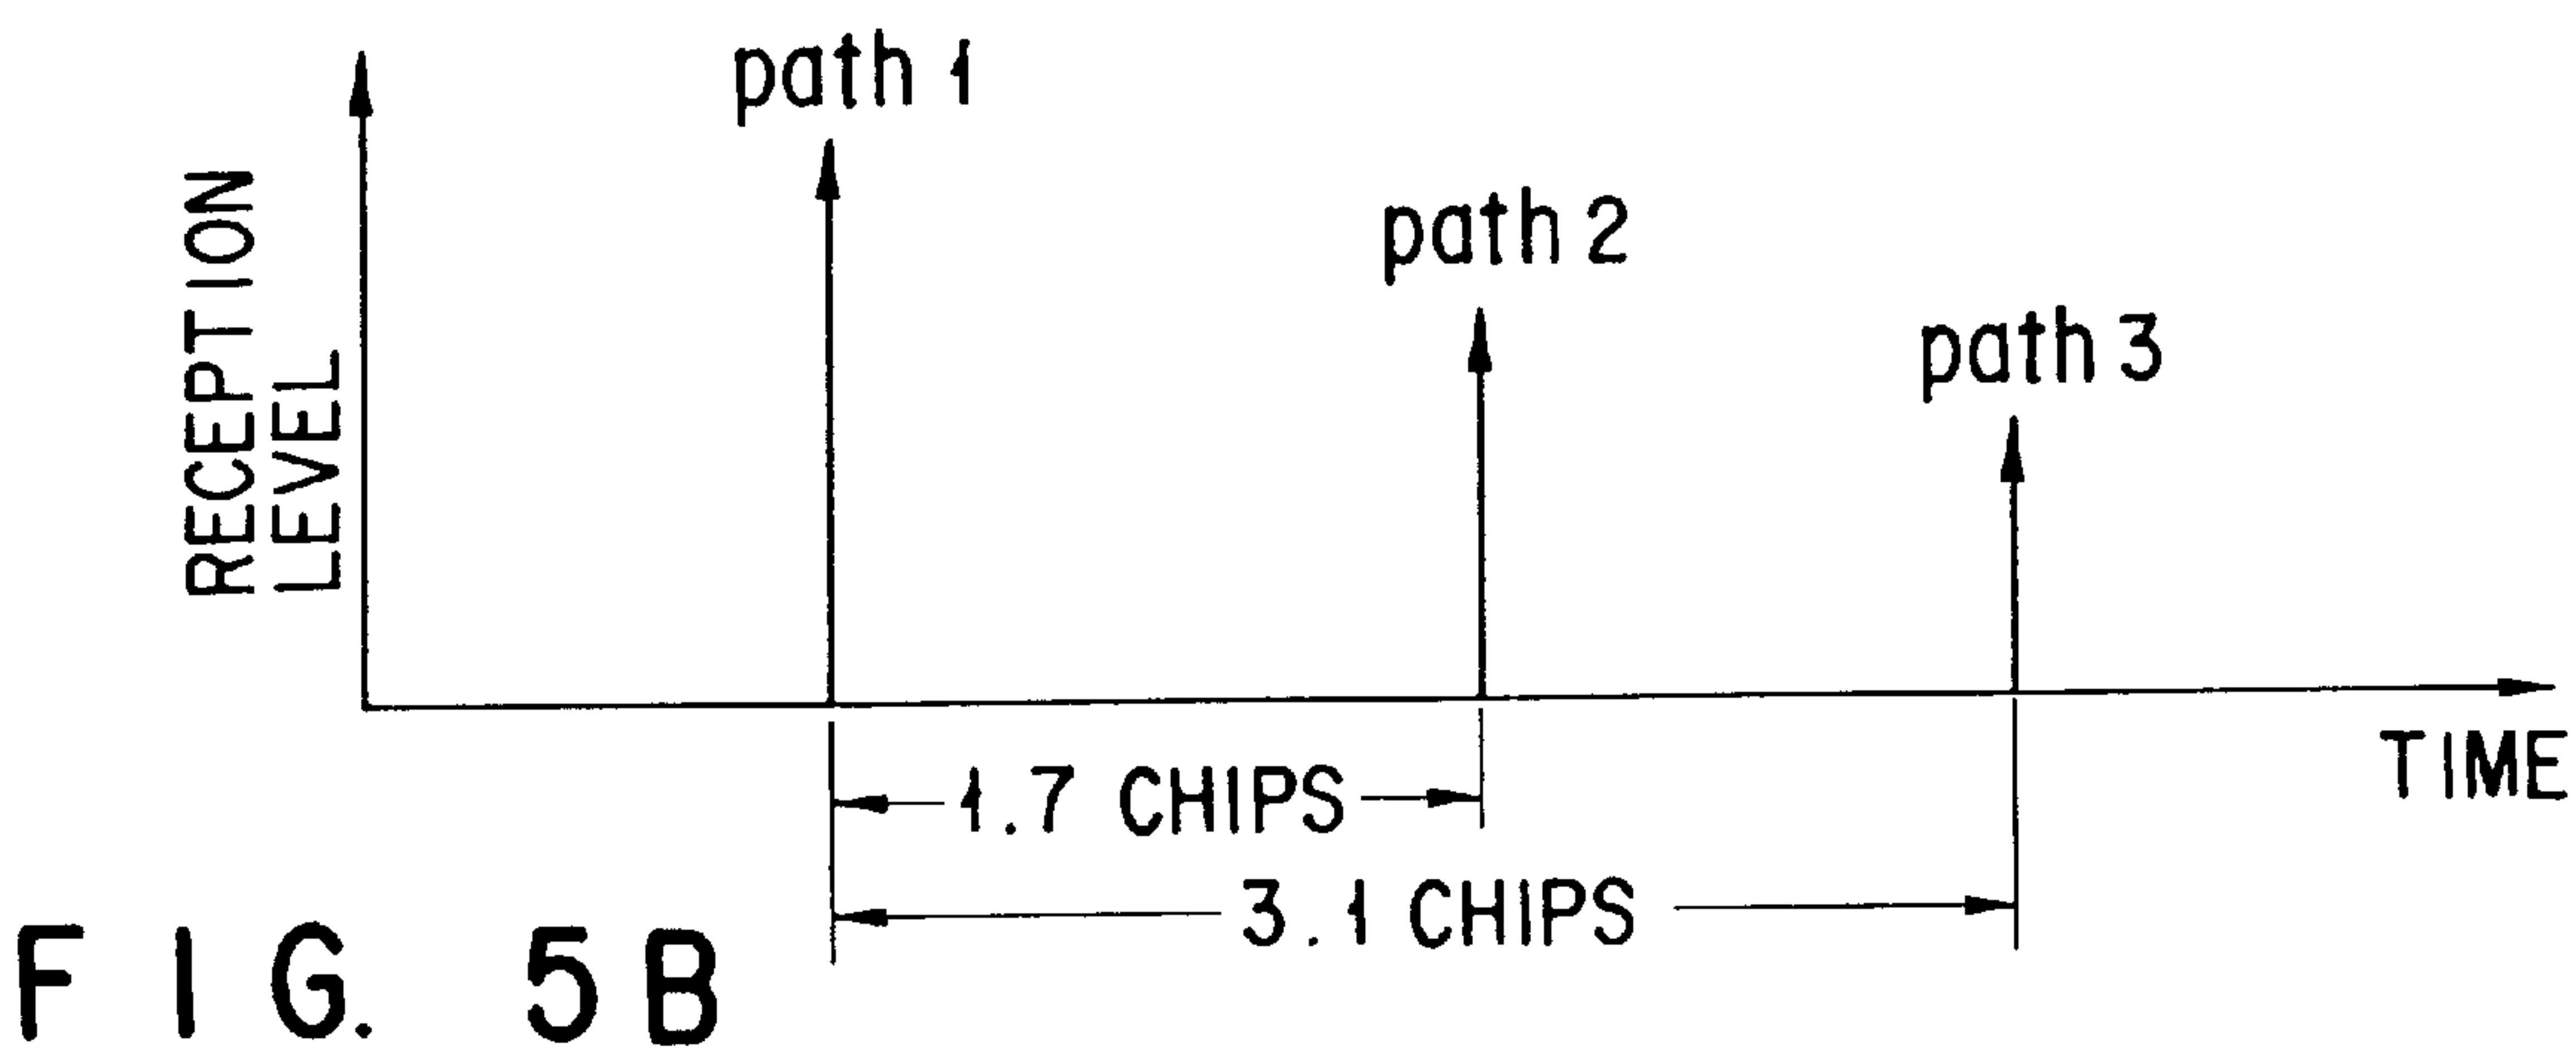 path 1
path 2
path 3
RECEPTION
LEVEL
TIME
1.7 CHIPS
3.1 CHIPS
FIG. 5B